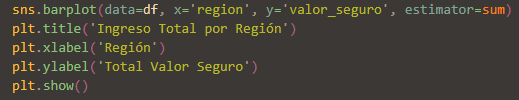 sns.barplot(data=df, x='region', y='valor_seguro', estimator=sum)
plt.title('Ingreso Total por Región')
plt.xlabel('Región')
plt.ylabel('Total Valor Seguro')
plt.show()